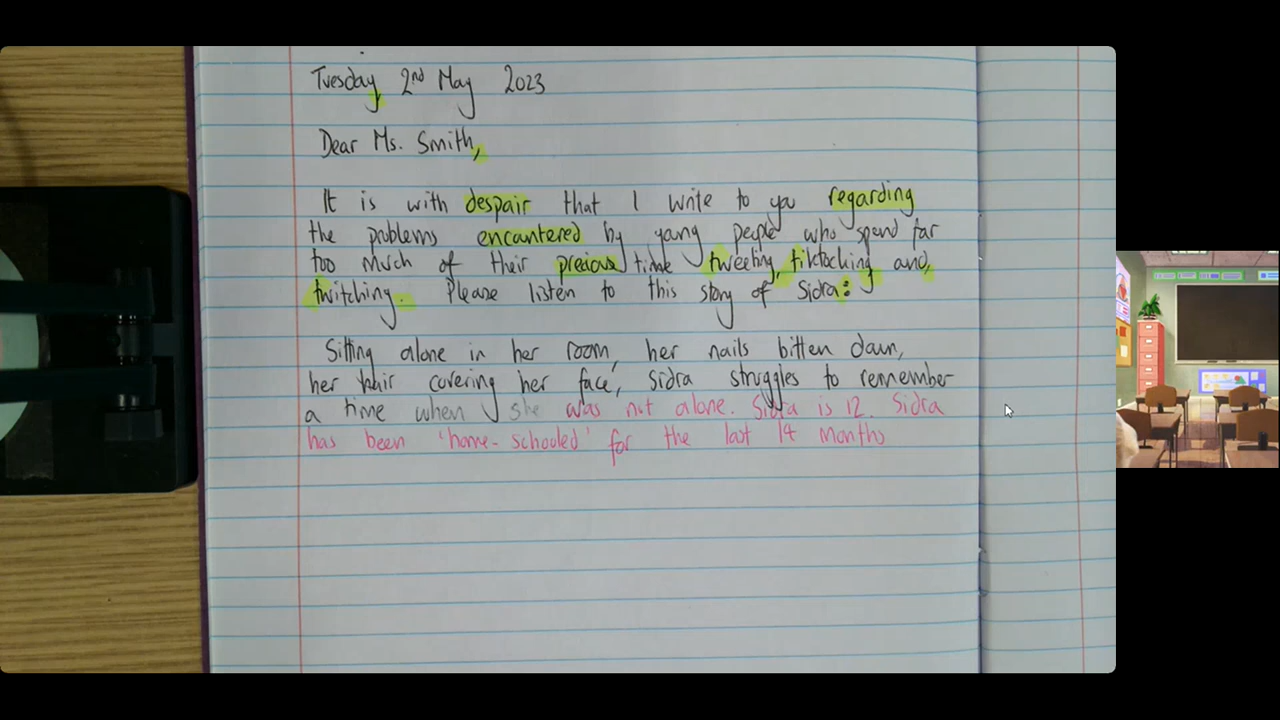 Tuesday, 2nd May 2023
Dear Ms. Smith,
It is with despair that I write to you regarding
the problems encountered by young people who spend far
too much of their precious time tweeting, tiktocking and,
twitching. Please listen to this story of Sidra:
Sitting alone in her room, her nails bitten down,
her hair covering her face, Sidra struggles to remember
a time when she was not alone. Sidra is 12. Sidra
has been 'home-schooled' for the last 14 months